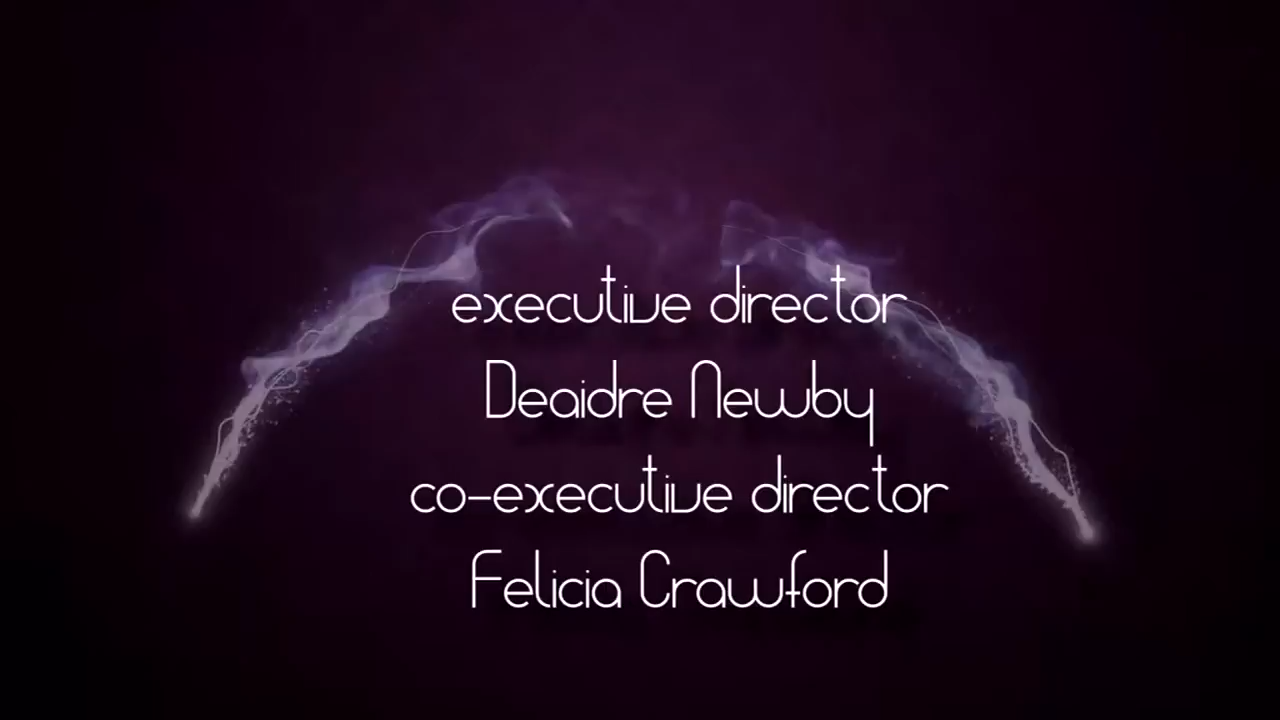 executive director
Deaidre Newby
co-executive director
Felicia Crawford